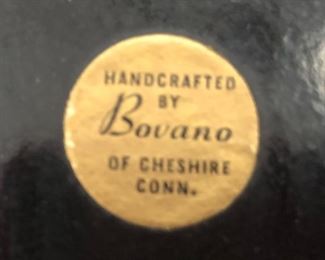 HANDCRAFTED
BY
Bovano
OF CHESHIRE
CONN.